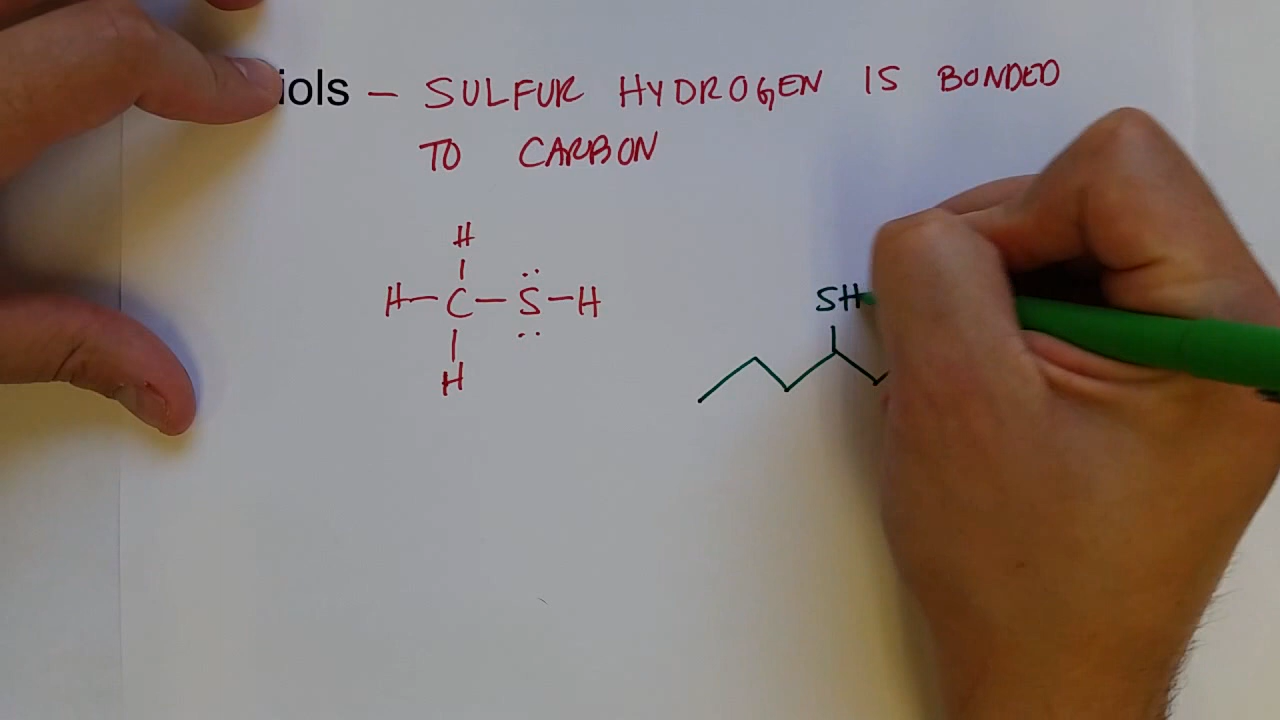 iols – SULFUR HYDROGEN IS BONDED
TO CARBON
H
H–C–S–H
H
SH